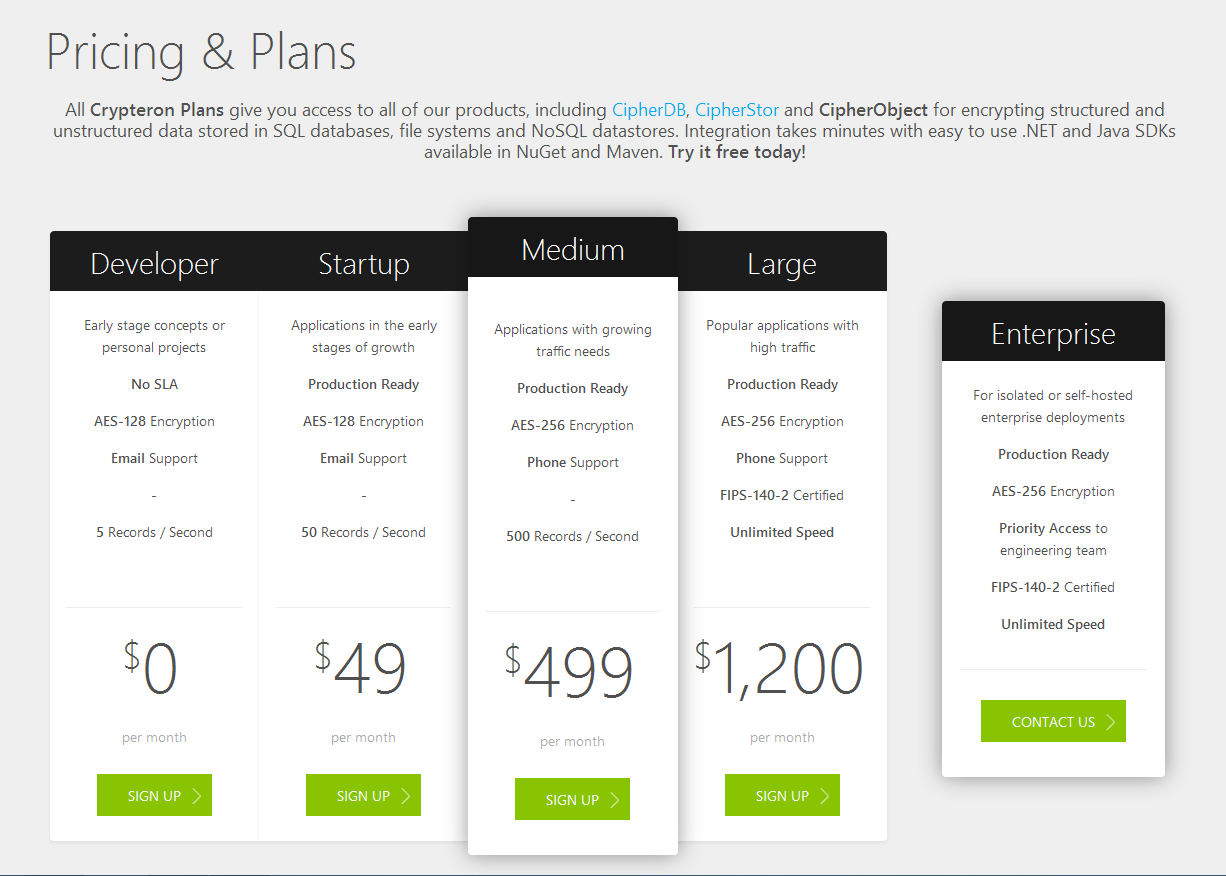 Pricing & Plans
All Crypteron Plans give you access to all of our products, including CipherDB, CipherStor and CipherObject for encrypting structured and
unstructured data stored in SQL databases, file systems and NoSQL datastores. Integration takes minutes with easy to use .NET and Java SDKs
available in NuGet and Maven. Try it free today!
Developer
Early stage concepts or
personal projects
No SLA
AES-128 Encryption
Email Support
-
5 Records / Second
$0
per month
SIGN UP
Startup
Applications in the early
stages of growth
Production Ready
AES-128 Encryption
Email Support
-
50 Records / Second
$49
per month
SIGN UP
Medium
Applications with growing
traffic needs
Production Ready
AES-256 Encryption
Phone Support
-
500 Records / Second
$499
per month
SIGN UP
Large
Popular applications with
high traffic
Production Ready
AES-256 Encryption
Phone Support
FIPS-140-2 Certified
Unlimited Speed
$1,200
per month
SIGN UP
Enterprise
For isolated or self-hosted
enterprise deployments
Production Ready
AES-256 Encryption
Priority Access to
engineering team
FIPS-140-2 Certified
Unlimited Speed
CONTACT US